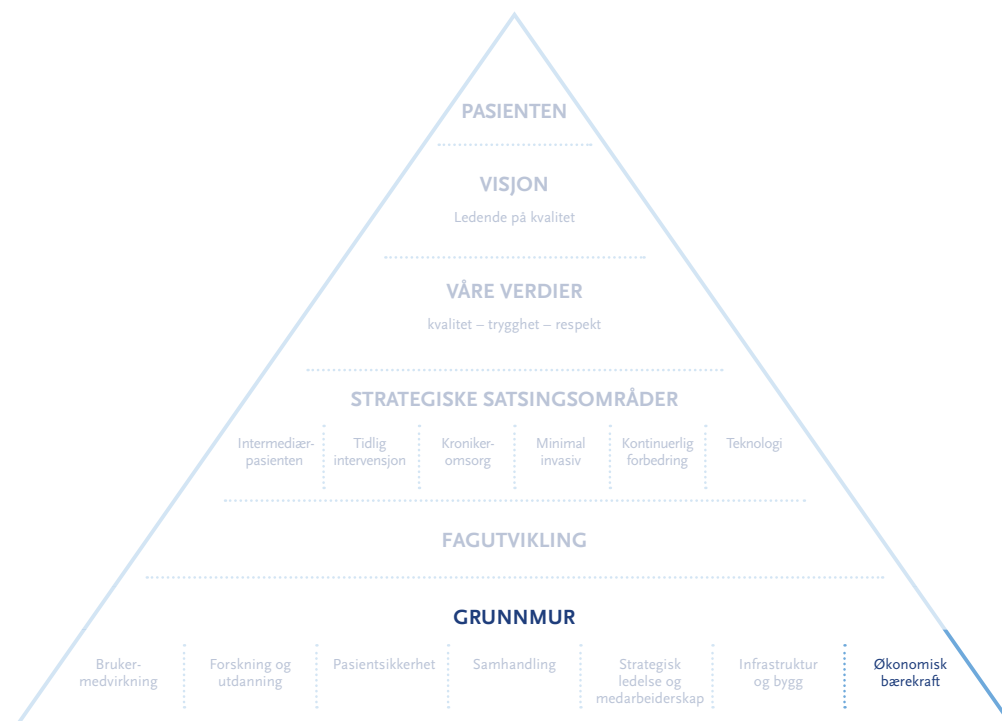 PASIENTEN
VISJON
Ledende på kvalitet
VÅRE VERDIER
kvalitet – trygghet – respekt
STRATEGISKE SATSINGSOMRÅDER
Intermediær-
pasienten
Tidlig
intervensjon
Kroniker-
omsorg
Minimal
invasiv
Kontinuerlig
forbedring
Teknologi
FAGUTVIKLING
GRUNNMUR
Bruker-
medvirkning
Forskning og
utdanning
Pasientsikkerhet
Samhandling
Strategisk
ledelse og
medarbeiderskap
Infrastruktur
og bygg
Økonomisk
bærekraft